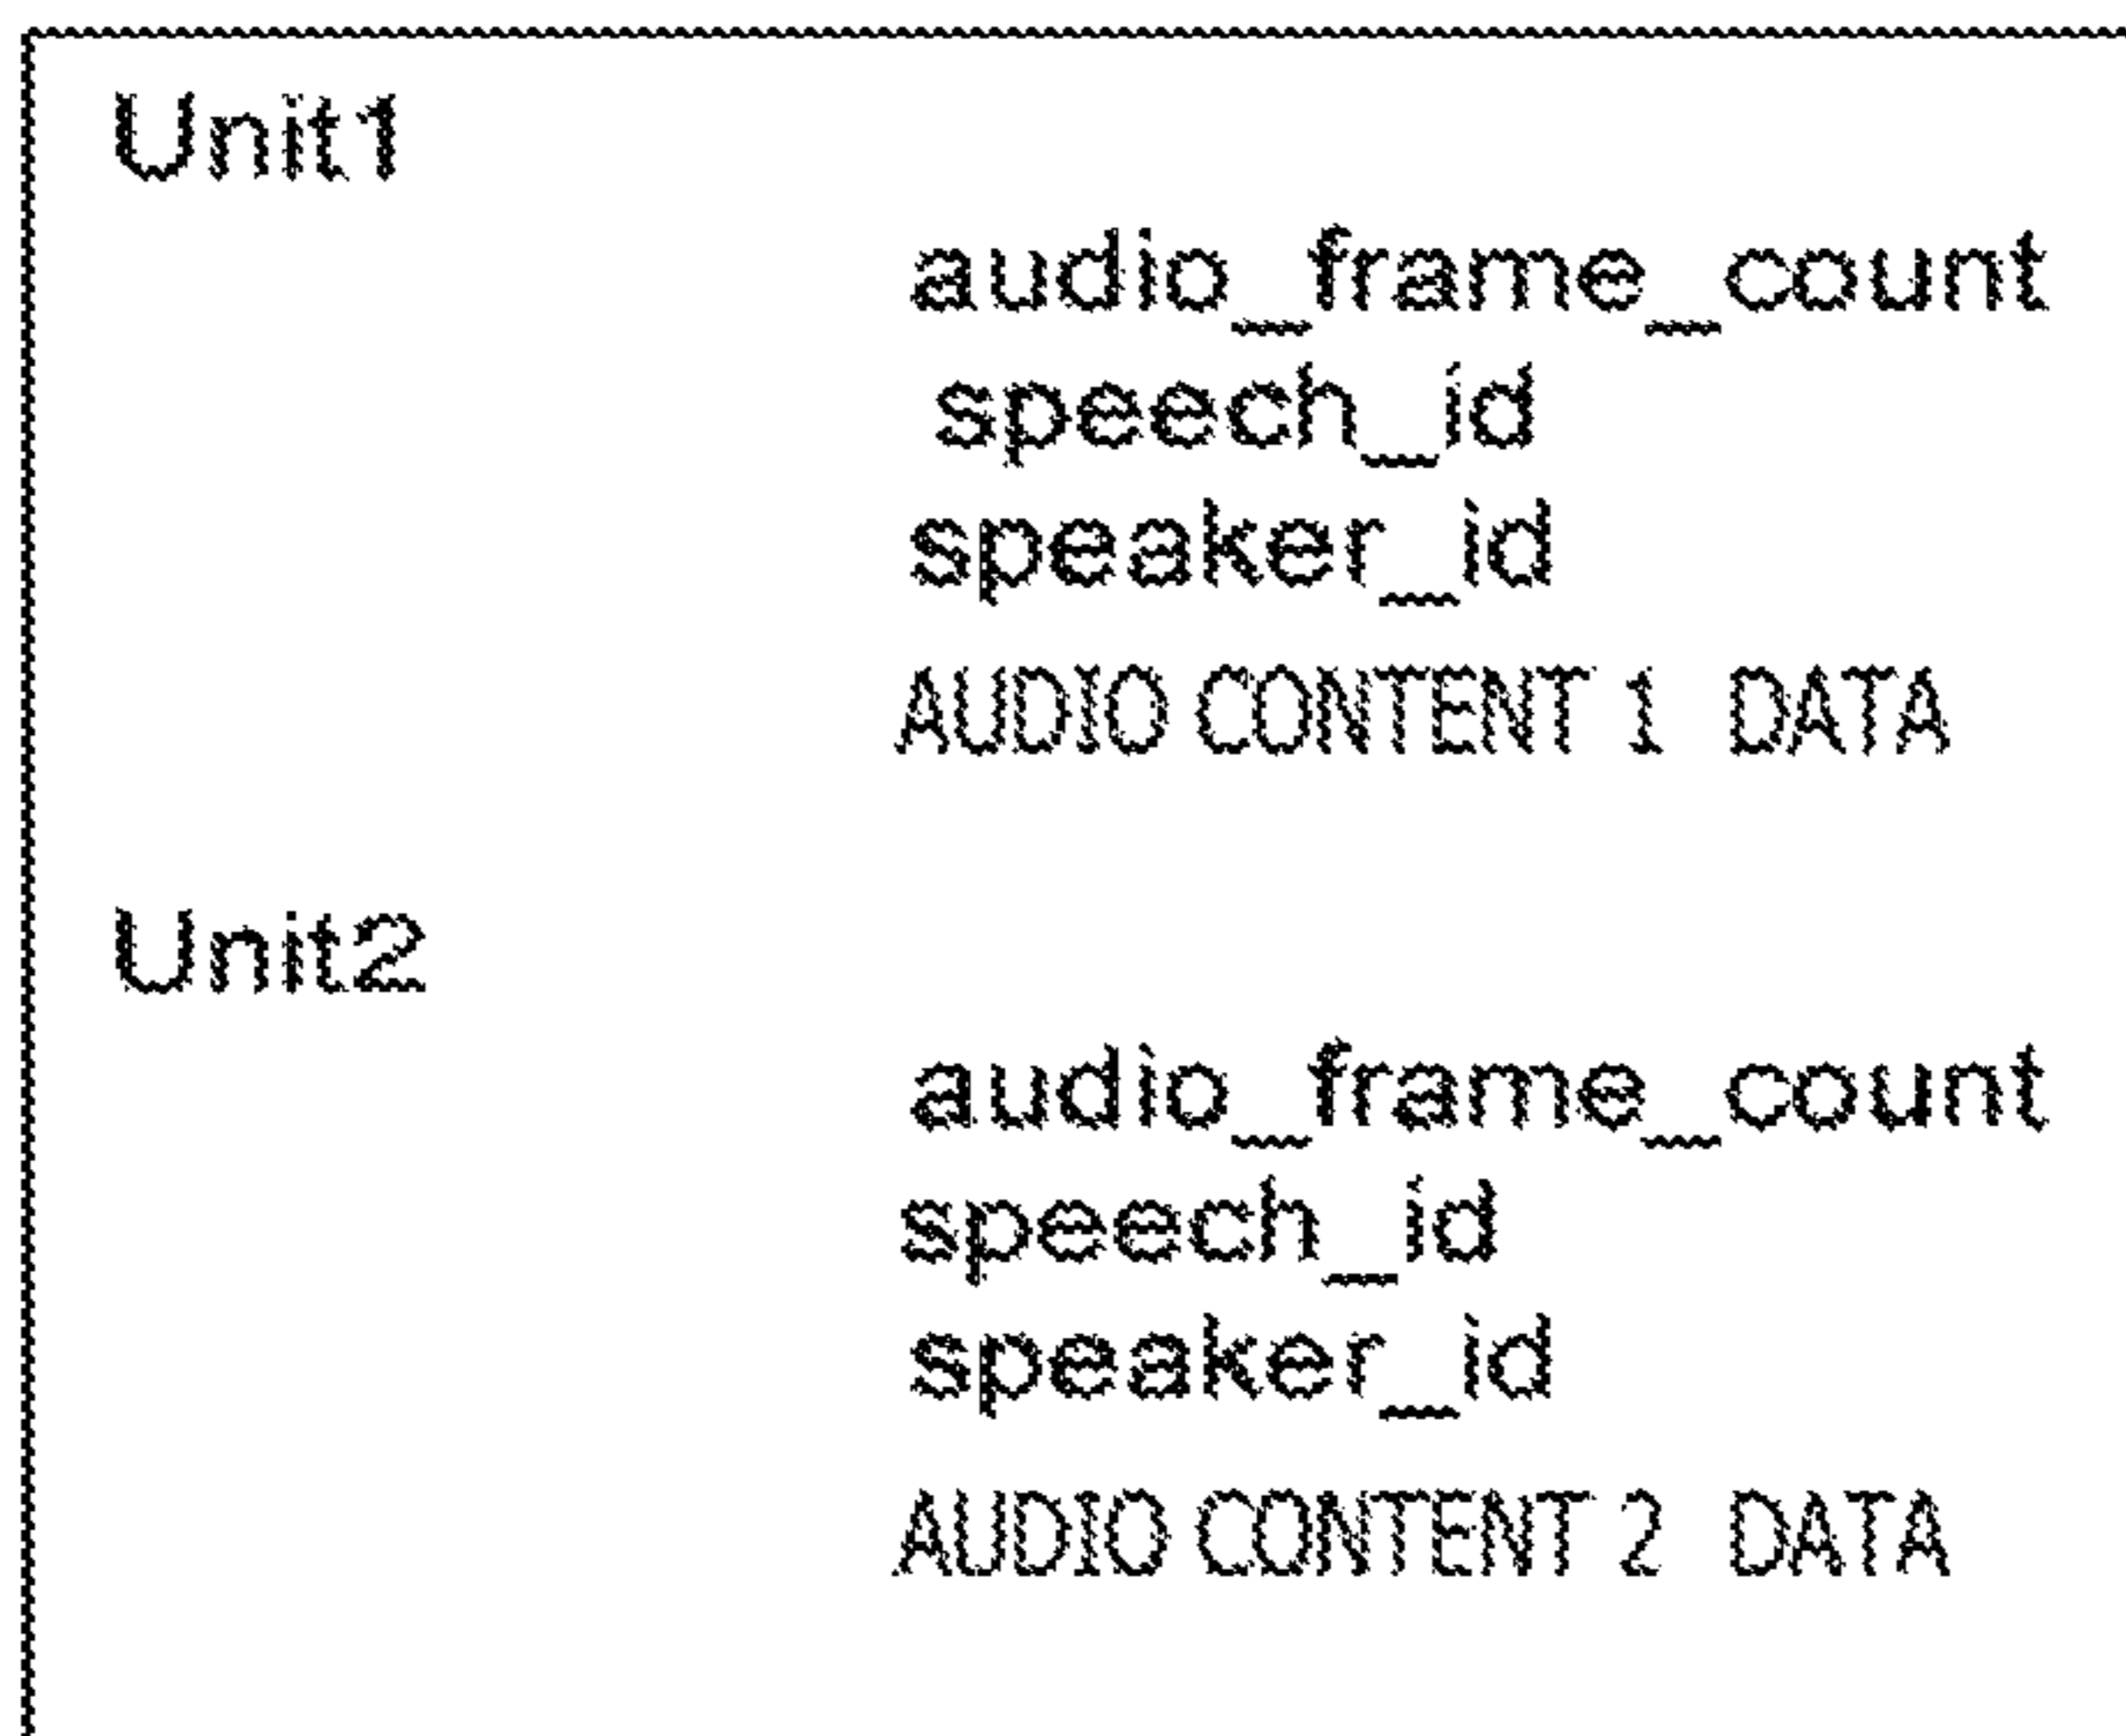 Unit1
audio_frame_count
speech_id
speaker_id
AUDIO CONTENT 1 DATA
Unit2
audio_frame_count
speech_id
speaker_id
AUDIO CONTENT 2 DATA